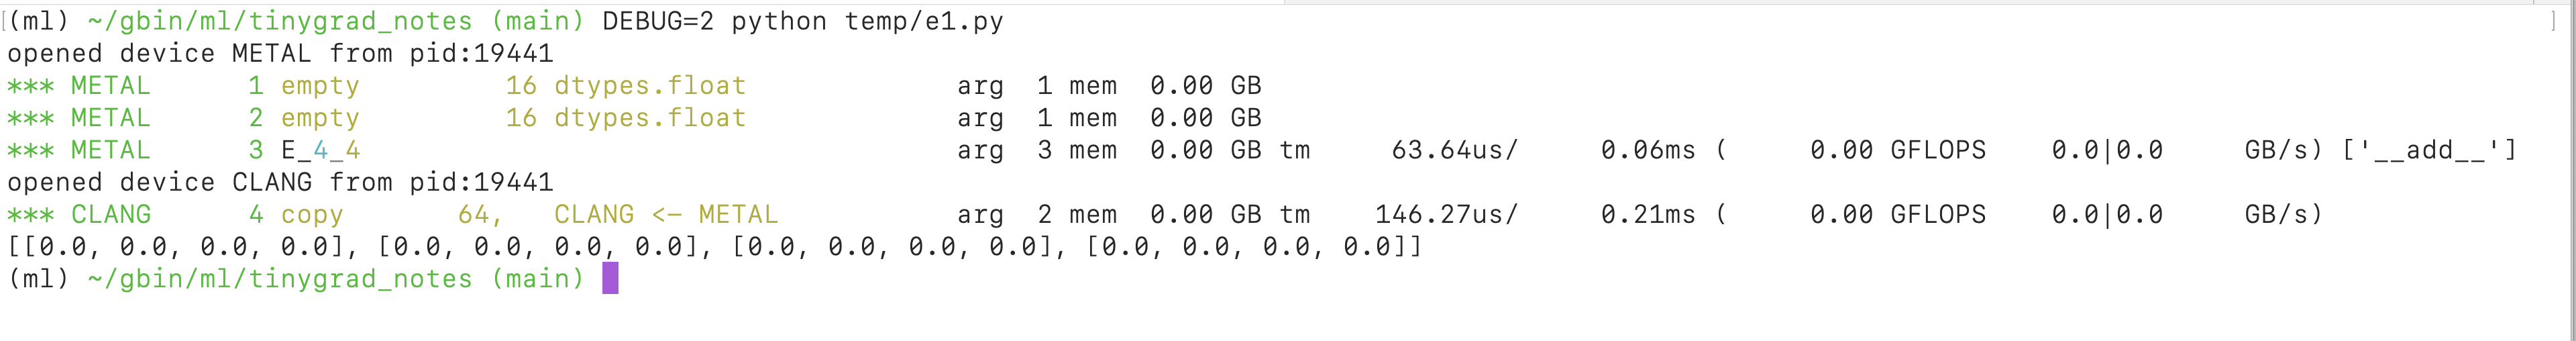 (ml) ~/gbin/ml/tinygrad_notes (main) DEBUG=2 python temp/e1.py
opened device METAL from pid:19441
*** METAL      1 empty         16 dtypes.float             arg  1 mem  0.00 GB
*** METAL      2 empty         16 dtypes.float             arg  1 mem  0.00 GB
*** METAL      3 E_4_4                                     arg  3 mem  0.00 GB tm     63.64us/     0.06ms (     0.00 GFLOPS    0.0|0.0     GB/s) ['__add__']
opened device CLANG from pid:19441
*** CLANG      4 copy       64,   CLANG <- METAL           arg  2 mem  0.00 GB tm    146.27us/     0.21ms (     0.00 GFLOPS    0.0|0.0     GB/s)
[[0.0, 0.0, 0.0, 0.0], [0.0, 0.0, 0.0, 0.0], [0.0, 0.0, 0.0, 0.0], [0.0, 0.0, 0.0, 0.0]]
(ml) ~/gbin/ml/tinygrad_notes (main)